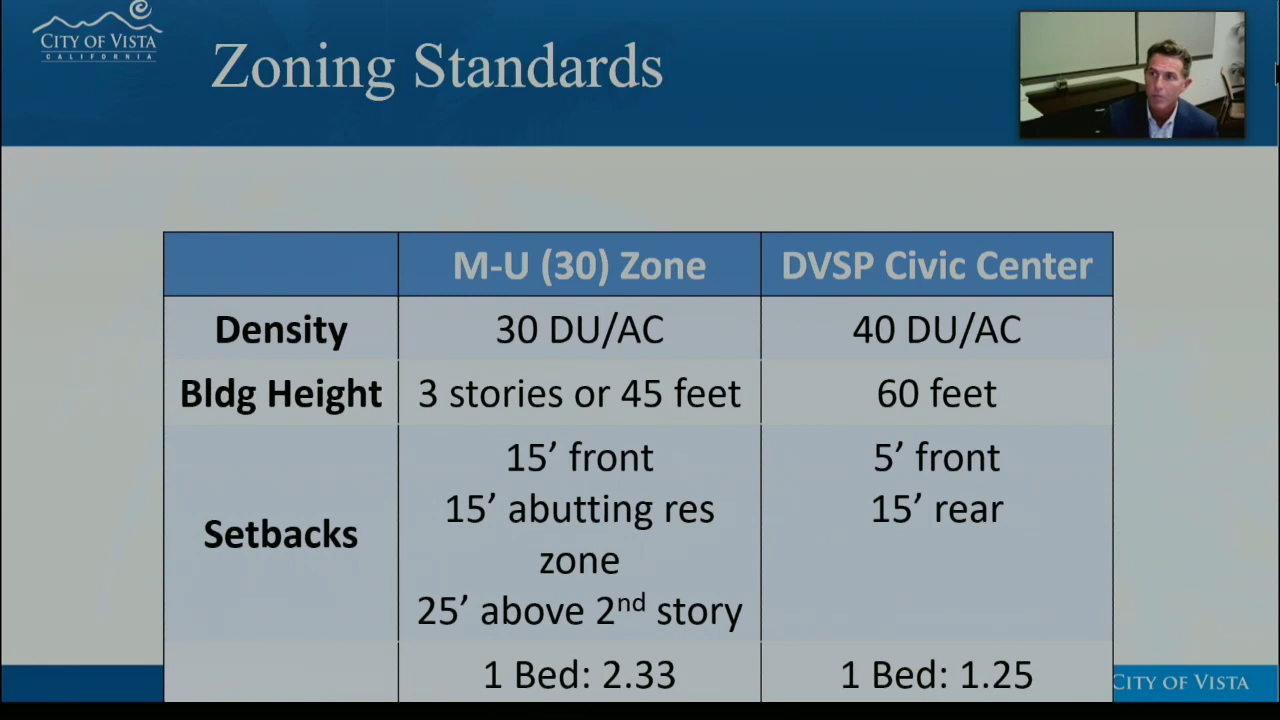 CITY OF VISTA
CALIFORNIA
Zoning Standards
M-U (30) Zone
DVSP Civic Center
Density
30 DU/AC
40 DU/AC
Bldg Height
3 stories or 45 feet
60 feet
Setbacks
15’ front
15’ abutting res
zone
25’ above 2nd story
5’ front
15’ rear
1 Bed: 2.33
1 Bed: 1.25
CITY OF VISTA